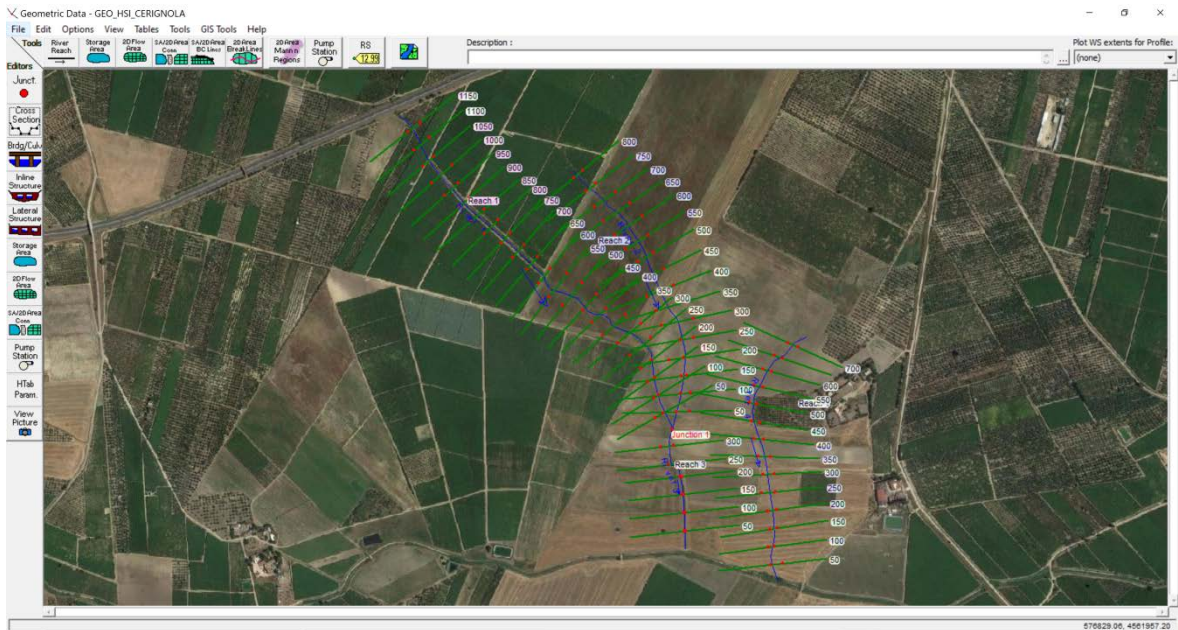 Geometric Data - GEO_HSI_CERIGNOLA
File Edit Options View Tables Tools GIS Tools Help
Tools
River Reach
Storage Area
2D Flow Area
SA/2D Area Conn
SA/2D Area BC Lines
2D Area BreakLines
2D Area Mann n Regions
Pump Station
RS
12.99
Description :
...
Plot WS extents for Profile:
(none)
Editors
Junct.
Cross Section
Brdg/Culv
Inline Structure
Lateral Structure
Storage Area
2D Flow Area
SA/2D Area Conn
Pump Station
HTab Param.
View Picture
1150
1100
1050
1000
950
900
850
800
750
700
650
600
550
500
450
400
350
300
250
200
150
100
50
Reach 1
800
750
700
650
600
550
500
450
400
350
300
250
200
150
100
50
Reach 2
Junction 1
300
250
200
150
100
50
Reach 3
700
600
550
500
450
400
350
300
250
200
150
100
50
576829.06, 4561957.20